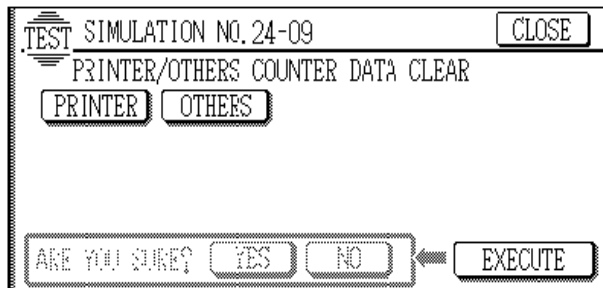 TEST SIMULATION NO.24-09 CLOSE
PRINTER/OTHERS COUNTER DATA CLEAR
PRINTER OTHERS
ARE YOU SURE? YES NO EXECUTE